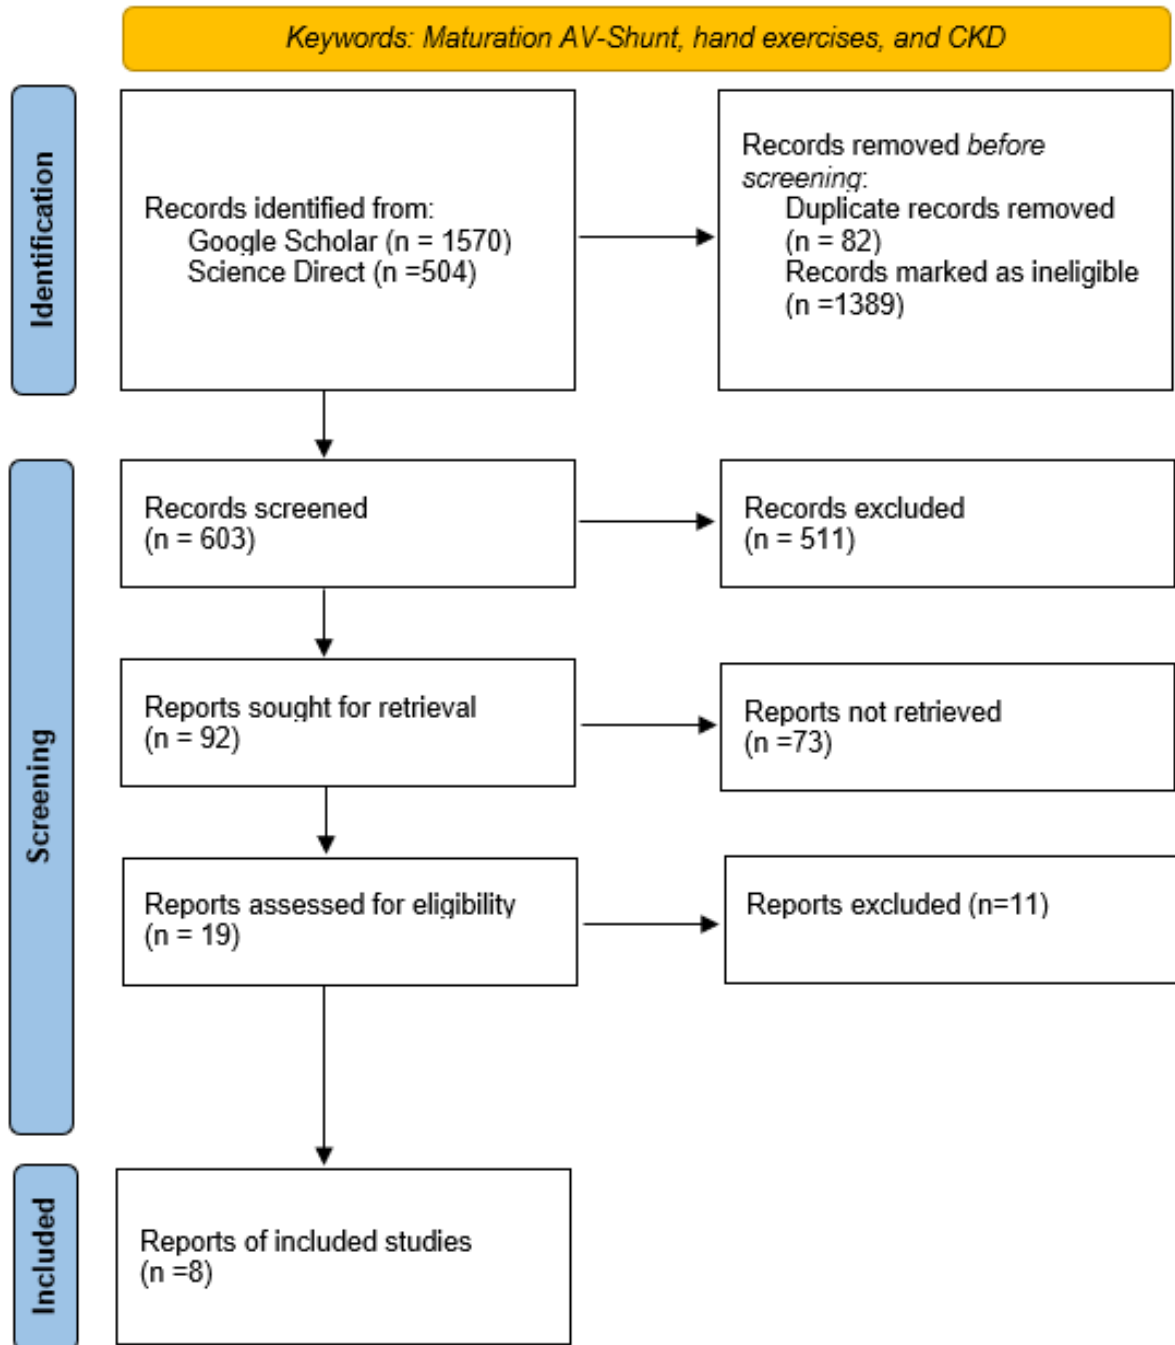 Keywords: Maturation AV-Shunt, hand exercises, and CKD
Identification
Records identified from:
Google Scholar (n = 1570)
Science Direct (n =504)
Records removed before
screening:
Duplicate records removed
(n = 82)
Records marked as ineligible
(n =1389)
Screening
Records screened
(n = 603)
Records excluded
(n = 511)
Reports sought for retrieval
(n = 92)
Reports not retrieved
(n =73)
Reports assessed for eligibility
(n = 19)
Reports excluded (n=11)
Included
Reports of included studies
(n =8)